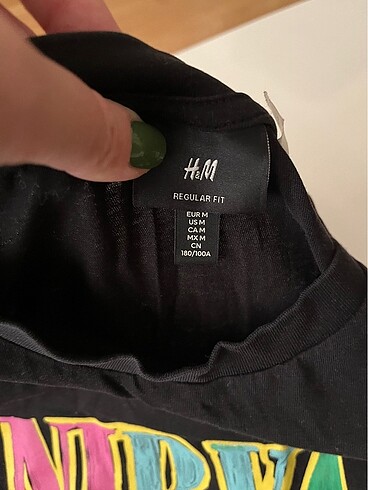 H&M
REGULAR FIT
EUR M
US M
CA M
MX M
CN
180/100A